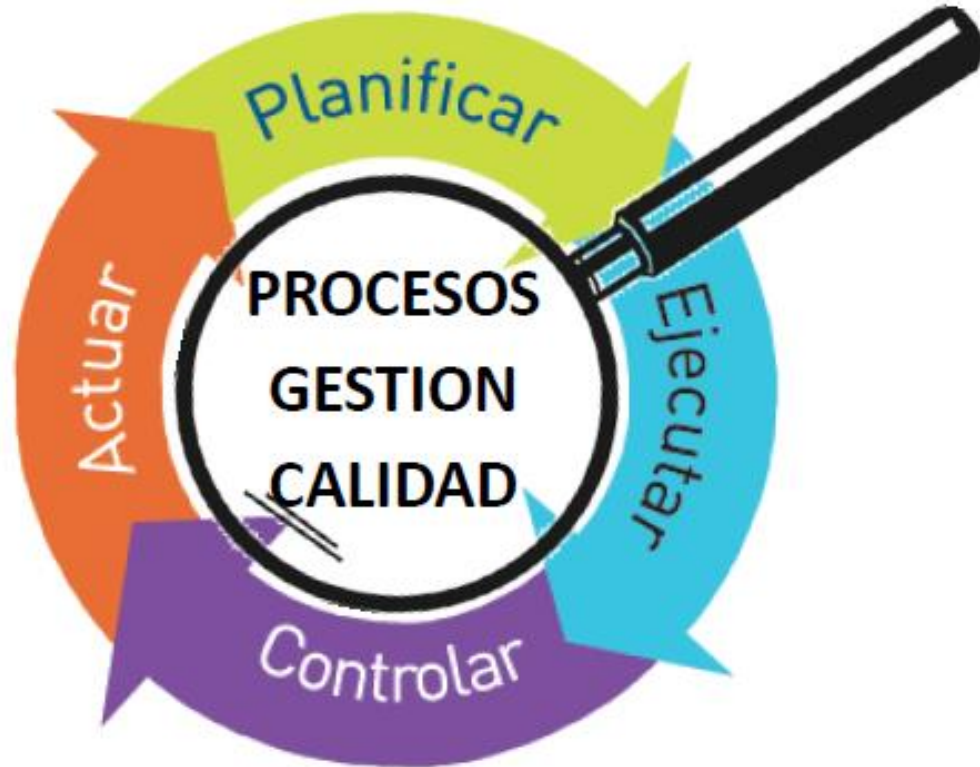 Planificar
Ejecutar
Controlar
Actuar
PROCESOS
GESTION
CALIDAD